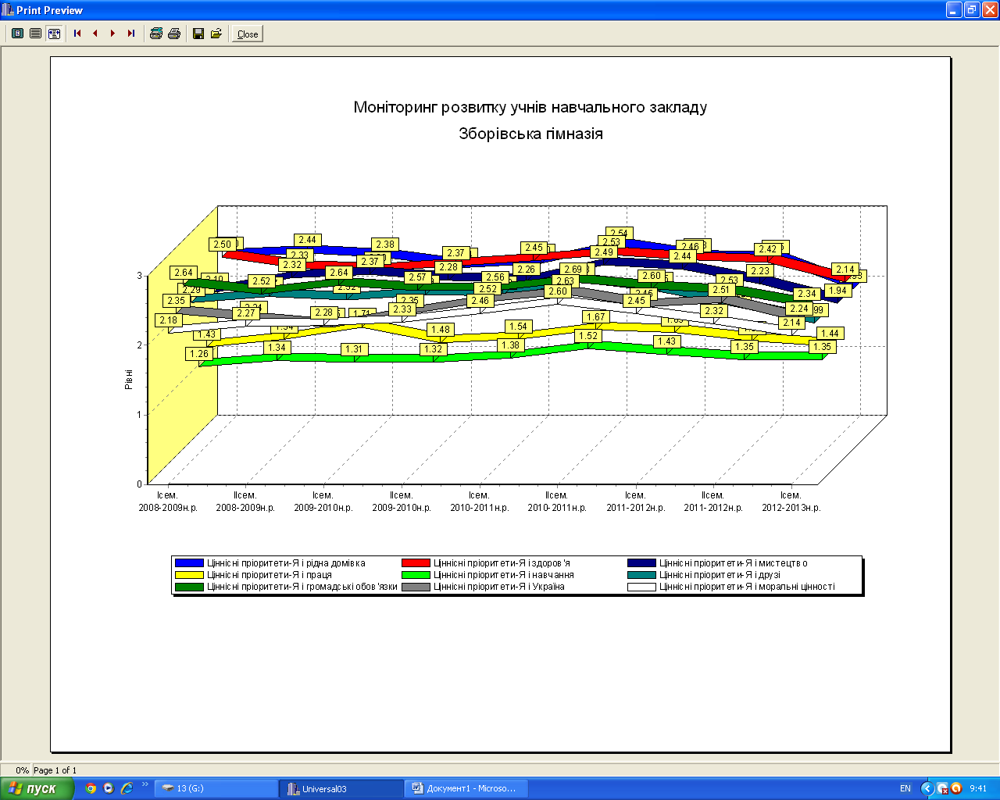 Print Preview
Close
Моніторинг розвитку учнів навчального закладу
Зборівська гімназія
2.50 2.44 2.38 2.37 2.45 2.54
2.53 2.46 2.42
2.33 2.32 2.37 2.28 2.49 2.44 2.14
2.64 2.52 2.64 2.57 2.56 2.26 2.69 2.60 2.23
2.29 2.52 2.63 2.53 1.94
2.35 2.35 2.46 2.60 2.45 2.51 2.34
2.18 2.27 2.28 2.33 2.32 2.24
2.14
1.43 1.71 1.48 1.54 1.67 1.44
1.26 1.34 1.31 1.32 1.38 1.52 1.43 1.35 1.35
3
2
Рівні
1
0
Ісем. ІІсем. Ісем. ІІсем. Ісем. ІІсем. Ісем. ІІсем. Ісем.
2008-2009н.р. 2008-2009н.р. 2009-2010н.р. 2009-2010н.р. 2010-2011н.р. 2010-2011н.р. 2011-2012н.р. 2011-2012н.р. 2012-2013н.р.
Ціннісні пріоритети-Я і рідна домівка Ціннісні пріоритети-Я і здоров'я Ціннісні пріоритети-Я і мистецтво
Ціннісні пріоритети-Я і праця Ціннісні пріоритети-Я і навчання Ціннісні пріоритети-Я і друзі
Ціннісні пріоритети-Я і громадські обов'язки Ціннісні пріоритети-Я і Україна Ціннісні пріоритети-Я і моральні цінності
0% Page 1 of 1
пуск 13 (G:) Universal03 Документ1 - Microso... EN 9:41